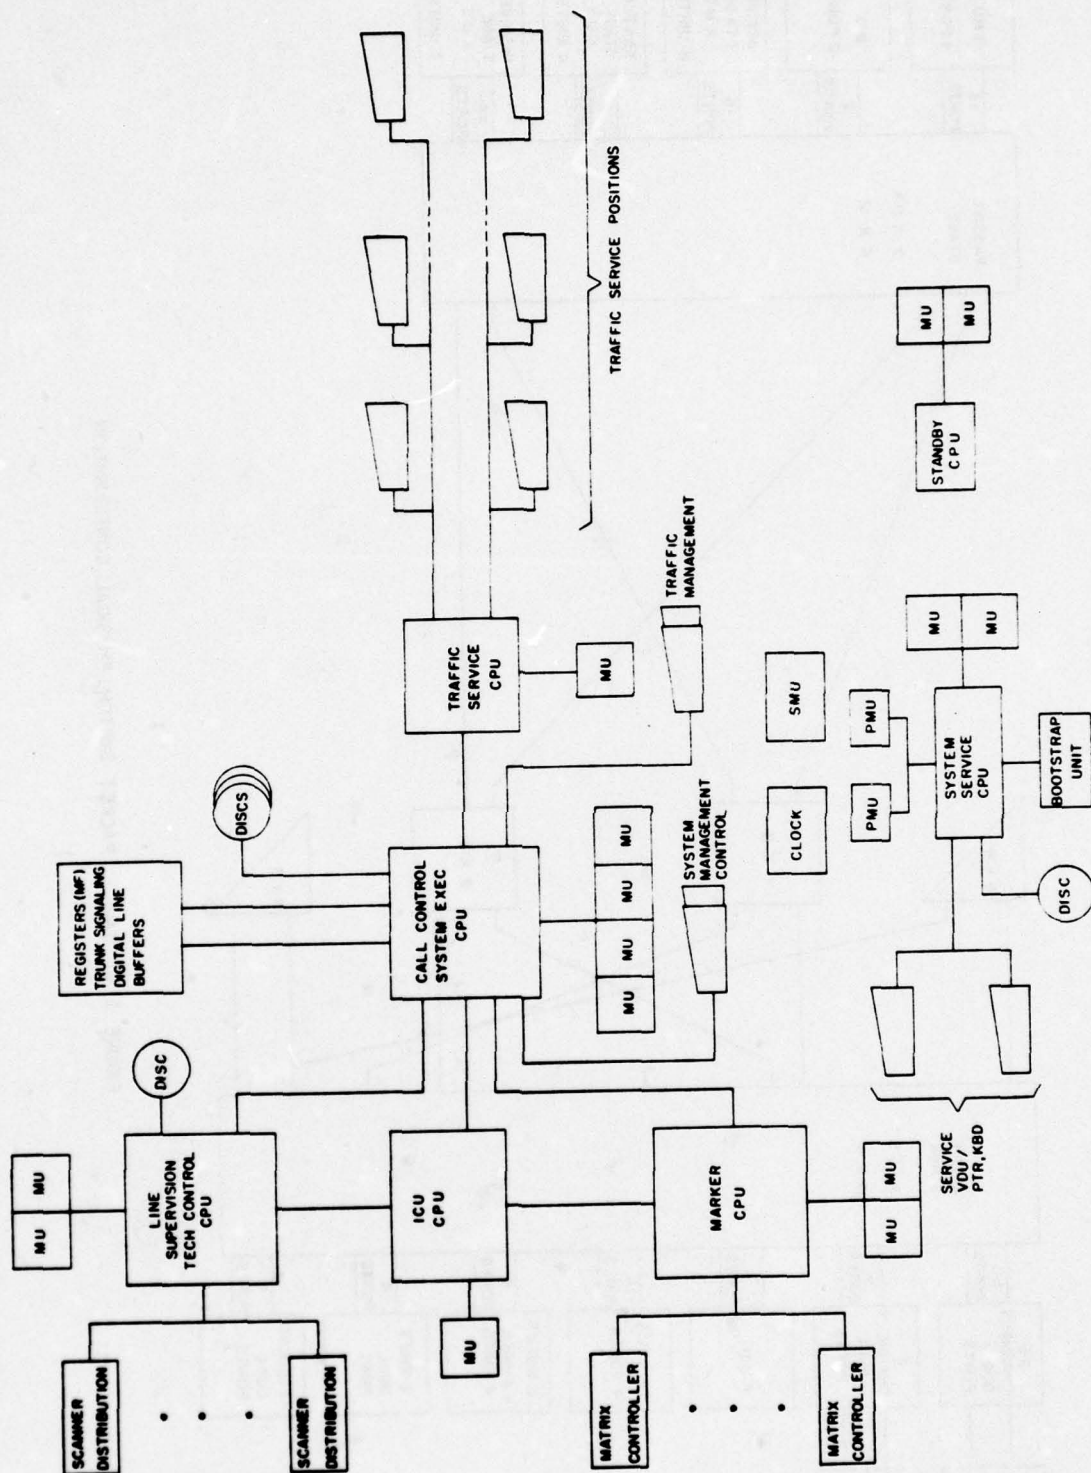 SCANNER
DISTRIBUTION
SCANNER
DISTRIBUTION
MU
MU
LINE
SUPERVISION
TECH CONTROL
CPU
DISC
REGISTERS (MF)
TRUNK SIGNALING
DIGITAL LINE
BUFFERS
DISCS
MU
ICU
CPU
CALL CONTROL
SYSTEM EXEC
CPU
TRAFFIC
SERVICE
CPU
MU
TRAFFIC SERVICE POSITIONS
MU
MU
MU
MU
MATRIX
CONTROLLER
MATRIX
CONTROLLER
MARKER
CPU
MU
MU
SYSTEM
MANAGEMENT
CONTROL
TRAFFIC
MANAGEMENT
CLOCK
SMU
PMU
PMU
SERVICE
VDU /
PTR, KBD
DISC
SYSTEM
SERVICE
CPU
MU
MU
BOOTSTRAP
UNIT
STANDBY
CPU
MU
MU